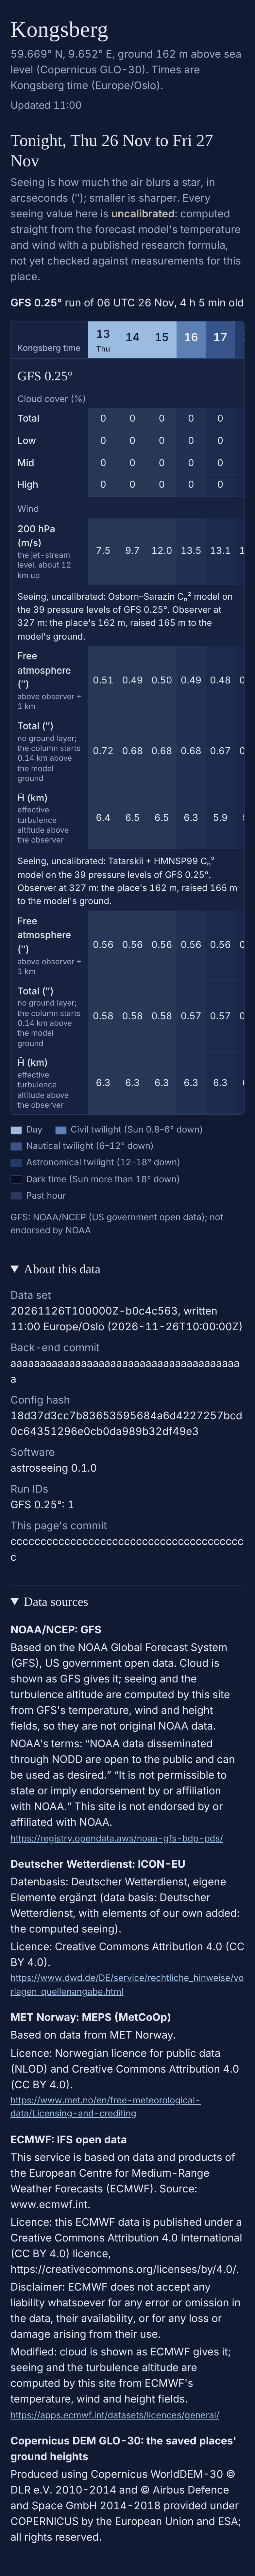 Kongsberg
59.669° N, 9.652° E, ground 162 m above sea
level (Copernicus GLO-30). Times are
Kongsberg time (Europe/Oslo).
Updated 11:00
Tonight, Thu 26 Nov to Fri 27
Nov
Seeing is how much the air blurs a star, in
arcseconds (″); smaller is sharper. Every
seeing value here is uncalibrated: computed
straight from the forecast model's temperature
and wind with a published research formula,
not yet checked against measurements for this
place.
GFS 0.25° run of 06 UTC 26 Nov, 4 h 5 min old
Kongsberg time 13 Thu 14 15 16 17
GFS 0.25°
Cloud cover (%)
Total 0 0 0 0 0
Low 0 0 0 0 0
Mid 0 0 0 0 0
High 0 0 0 0 0
Wind
200 hPa
(m/s) 7.5 9.7 12.0 13.5 13.1 1
the jet-stream
level, about 12
km up
Seeing, uncalibrated: Osborn–Sarazin Cₙ² model on
the 39 pressure levels of GFS 0.25°. Observer at
327 m: the place's 162 m, raised 165 m to the
model's ground.
Free
atmosphere
(″) 0.51 0.49 0.50 0.49 0.48 0
above observer +
1 km
Total (″)
no ground layer;
the column starts 0.72 0.68 0.68 0.68 0.67 0
0.14 km above
the model
ground
H̄ (km)
effective 6.4 6.5 6.5 6.3 5.9
turbulence
altitude above
the observer
Seeing, uncalibrated: Tatarskii + HMNSP99 Cₙ²
model on the 39 pressure levels of GFS 0.25°.
Observer at 327 m: the place's 162 m, raised 165 m
to the model's ground.
Free
atmosphere
(″) 0.56 0.56 0.56 0.56 0.56 0
above observer +
1 km
Total (″)
no ground layer;
the column starts 0.58 0.58 0.58 0.57 0.57 0
0.14 km above
the model
ground
H̄ (km)
effective 6.3 6.3 6.3 6.3 6.3
turbulence
altitude above
the observer
Day Civil twilight (Sun 0.8–6° down)
Nautical twilight (6–12° down)
Astronomical twilight (12–18° down)
Dark time (Sun more than 18° down)
Past hour
GFS: NOAA/NCEP (US government open data); not
endorsed by NOAA
▼ About this data
Data set
20261126T100000Z-b0c4c563, written
11:00 Europe/Oslo (2026-11-26T10:00:00Z)
Back-end commit
aaaaaaaaaaaaaaaaaaaaaaaaaaaaaaaaaaaaaaa
a
Config hash
18d37d3cc7b83653595684a6d4227257bcd
0c64351296e0cb0da989b32df49e3
Software
astroseeing 0.1.0
Run IDs
GFS 0.25°: 1
This page's commit
ccccccccccccccccccccccccccccccccccccccc
c
▼ Data sources
NOAA/NCEP: GFS
Based on the NOAA Global Forecast System
(GFS), US government open data. Cloud is
shown as GFS gives it; seeing and the
turbulence altitude are computed by this site
from GFS's temperature, wind and height
fields, so they are not original NOAA data.
NOAA's terms: “NOAA data disseminated
through NODD are open to the public and can
be used as desired.” “It is not permissible to
state or imply endorsement by or affiliation
with NOAA.” This site is not endorsed by or
affiliated with NOAA.
https://registry.opendata.aws/noaa-gfs-bdp-pds/
Deutscher Wetterdienst: ICON-EU
Datenbasis: Deutscher Wetterdienst, eigene
Elemente ergänzt (data basis: Deutscher
Wetterdienst, with elements of our own added:
the computed seeing).
Licence: Creative Commons Attribution 4.0 (CC
BY 4.0).
https://www.dwd.de/DE/service/rechtliche_hinweise/vo
rlagen_quellenangabe.html
MET Norway: MEPS (MetCoOp)
Based on data from MET Norway.
Licence: Norwegian licence for public data
(NLOD) and Creative Commons Attribution 4.0
(CC BY 4.0).
https://www.met.no/en/free-meteorological-
data/Licensing-and-crediting
ECMWF: IFS open data
This service is based on data and products of
the European Centre for Medium-Range
Weather Forecasts (ECMWF). Source:
www.ecmwf.int.
Licence: this ECMWF data is published under a
Creative Commons Attribution 4.0 International
(CC BY 4.0) licence,
https://creativecommons.org/licenses/by/4.0/.
Disclaimer: ECMWF does not accept any
liability whatsoever for any error or omission in
the data, their availability, or for any loss or
damage arising from their use.
Modified: cloud is shown as ECMWF gives it;
seeing and the turbulence altitude are
computed by this site from ECMWF's
temperature, wind and height fields.
https://apps.ecmwf.int/datasets/licences/general/
Copernicus DEM GLO-30: the saved places'
ground heights
Produced using Copernicus WorldDEM-30 ©
DLR e.V. 2010-2014 and © Airbus Defence
and Space GmbH 2014-2018 provided under
COPERNICUS by the European Union and ESA;
all rights reserved.